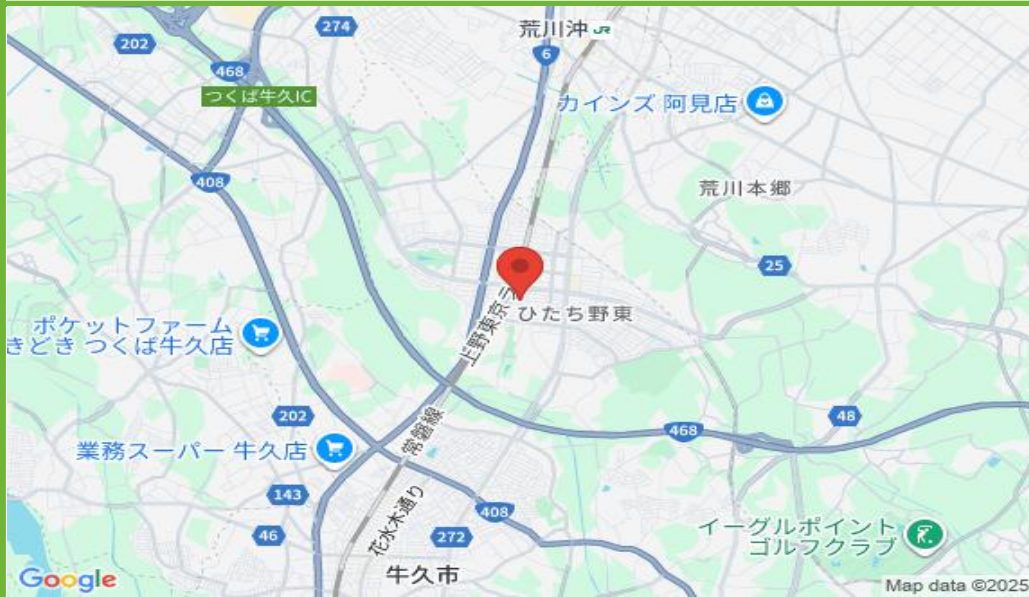 274
荒川沖 JR
202
6
468
つくば牛久IC
カインズ 阿見店
408
荒川本郷
25
上野東京ラ
ひたち野東
ポケットファーム
きどき つくば牛久店
202
48
468
業務スーパー 牛久店
常磐線
143
花水木通り
408
46
272
イーグルポイント
ゴルフクラブ
牛久市
Google
Map data ©2025